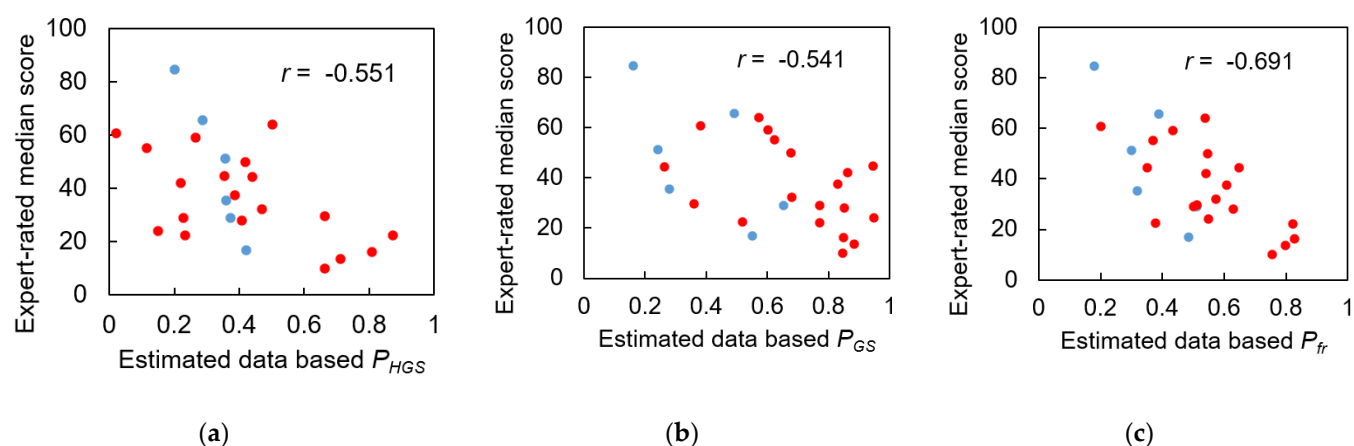 Expert-rated median score
100
80
60
40
20
0
r = -0.551
0 0.2 0.4 0.6 0.8 1
Estimated data based P_HGS
(a)
Expert-rated median score
100
80
60
40
20
0
r = -0.541
0 0.2 0.4 0.6 0.8 1
Estimated data based P_GS
(b)
Expert-rated median score
100
80
60
40
20
0
r = -0.691
0 0.2 0.4 0.6 0.8 1
Estimated data based P_fr
(c)